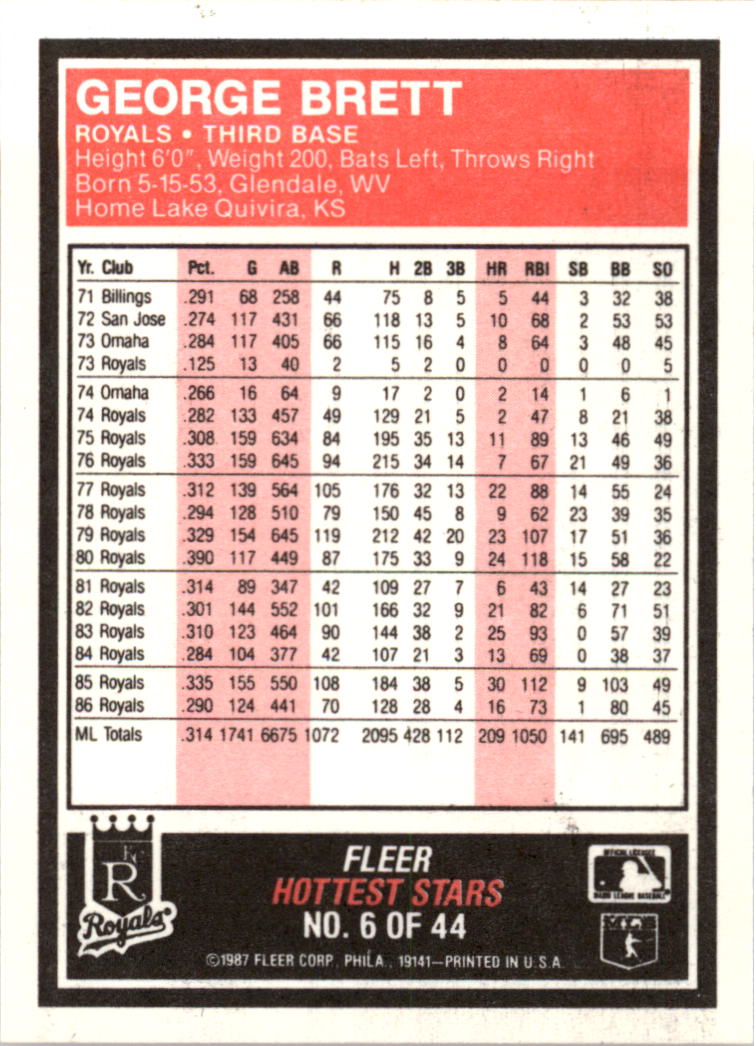 GEORGE BRETT
ROYALS • THIRD BASE
Height 6'0", Weight 200, Bats Left, Throws Right
Born 5-15-53, Glendale, WV
Home Lake Quivira, KS
Yr. Club Pct. G AB R H 2B 3B HR RBI SB BB SO
71 Billings .291 68 258 44 75 8 5 5 44 3 32 38
72 San Jose .274 117 431 66 118 13 5 10 68 2 53 53
73 Omaha .284 117 405 66 115 16 4 8 64 3 48 45
73 Royals .125 13 40 2 5 2 0 0 0 0 0 5
74 Omaha .266 16 64 9 17 2 0 2 14 1 6 1
74 Royals .282 133 457 49 129 21 5 2 47 8 21 38
75 Royals .308 159 634 84 195 35 13 11 89 13 46 49
76 Royals .333 159 645 94 215 34 14 7 67 21 49 36
77 Royals .312 139 564 105 176 32 13 22 88 14 55 24
78 Royals .294 128 510 79 150 45 8 9 62 23 39 35
79 Royals .329 154 645 119 212 42 20 23 107 17 51 36
80 Royals .390 117 449 87 175 33 9 24 118 15 58 22
81 Royals .314 89 347 42 109 27 7 6 43 14 27 23
82 Royals .301 144 552 101 166 32 9 21 82 6 71 51
83 Royals .310 123 464 90 144 38 2 25 93 0 57 39
84 Royals .284 104 377 42 107 21 3 13 69 0 38 37
85 Royals .335 155 550 108 184 38 5 30 112 9 103 49
86 Royals .290 124 441 70 128 28 4 16 73 1 80 45
ML Totals .314 1741 6675 1072 2095 428 112 209 1050 141 695 489
KC
R
Royals
FLEER
HOTTEST STARS
NO. 6 OF 44
©1987 FLEER CORP., PHILA., 19141—PRINTED IN U.S.A.
OFFICIAL LICENSEE
MAJOR LEAGUE BASEBALL